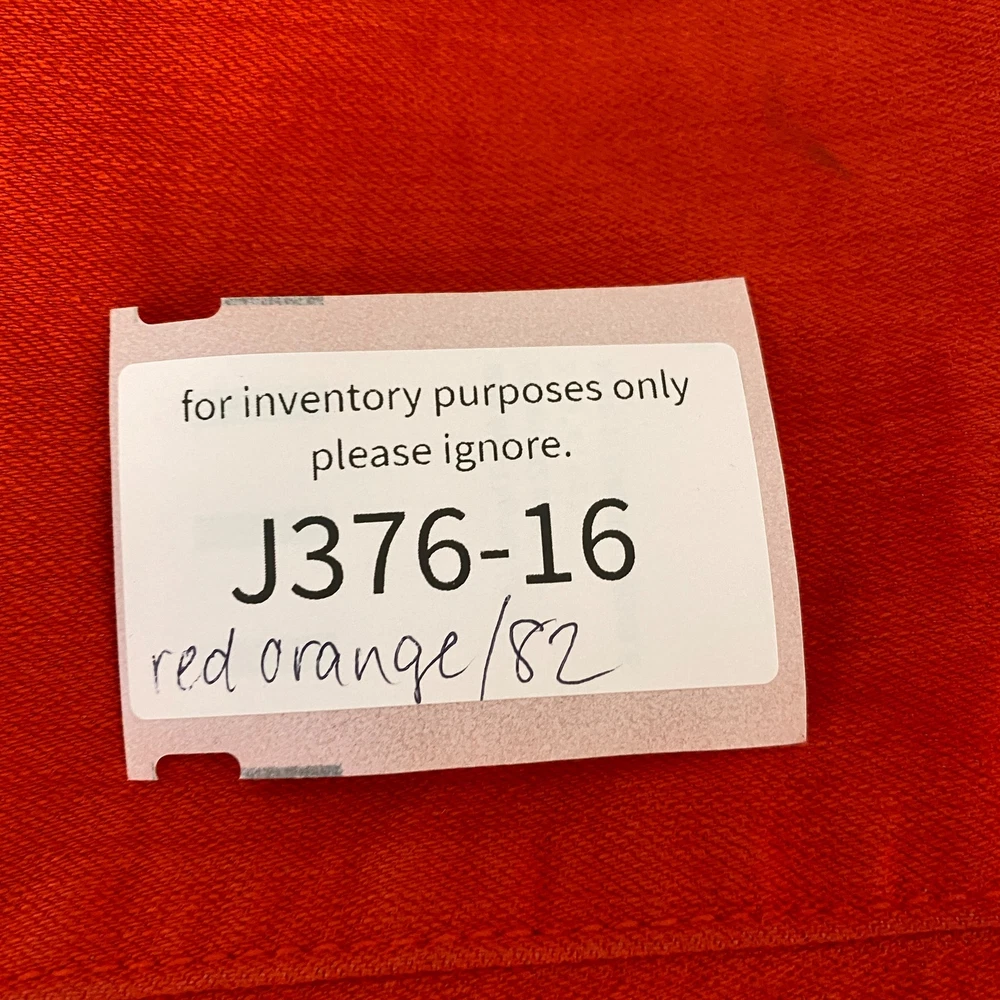 for inventory purposes only
please ignore.
J376-16
red orange/82